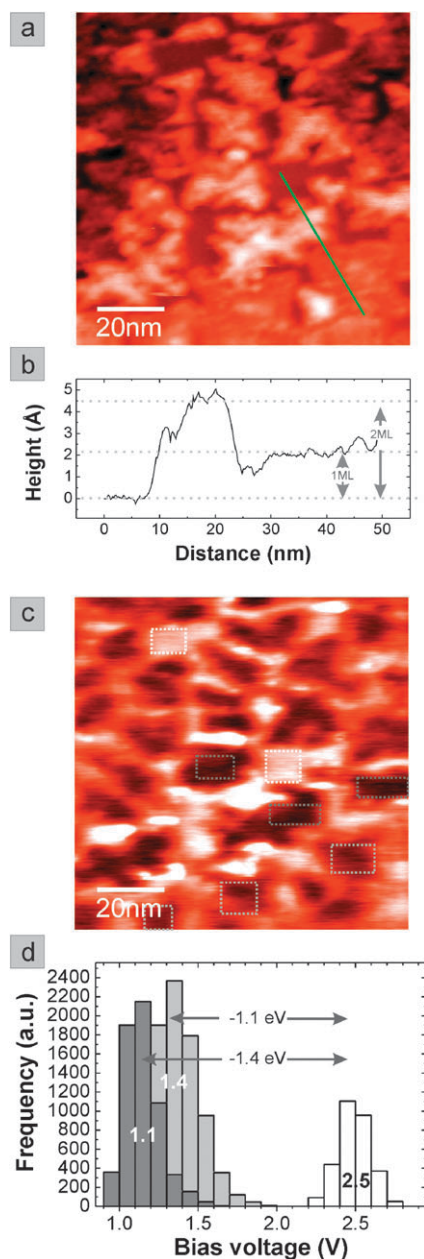 a
20nm
b
Height (Å)
5
4
3
2
1
0
1ML
2ML
0 10 20 30 40 50
Distance (nm)
c
20nm
d
Frequency (a.u.)
2400
2200
2000
1800
1600
1400
1200
1000
800
600
400
200
0
-1.1 eV
-1.4 eV
1.4
1.1
2.5
1.0 1.5 2.0 2.5
Bias voltage (V)